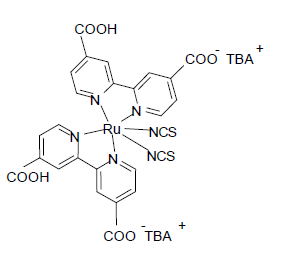 COOH
COO- TBA+
N N
Ru NCS
N NCS
N
COOH
COO- TBA+